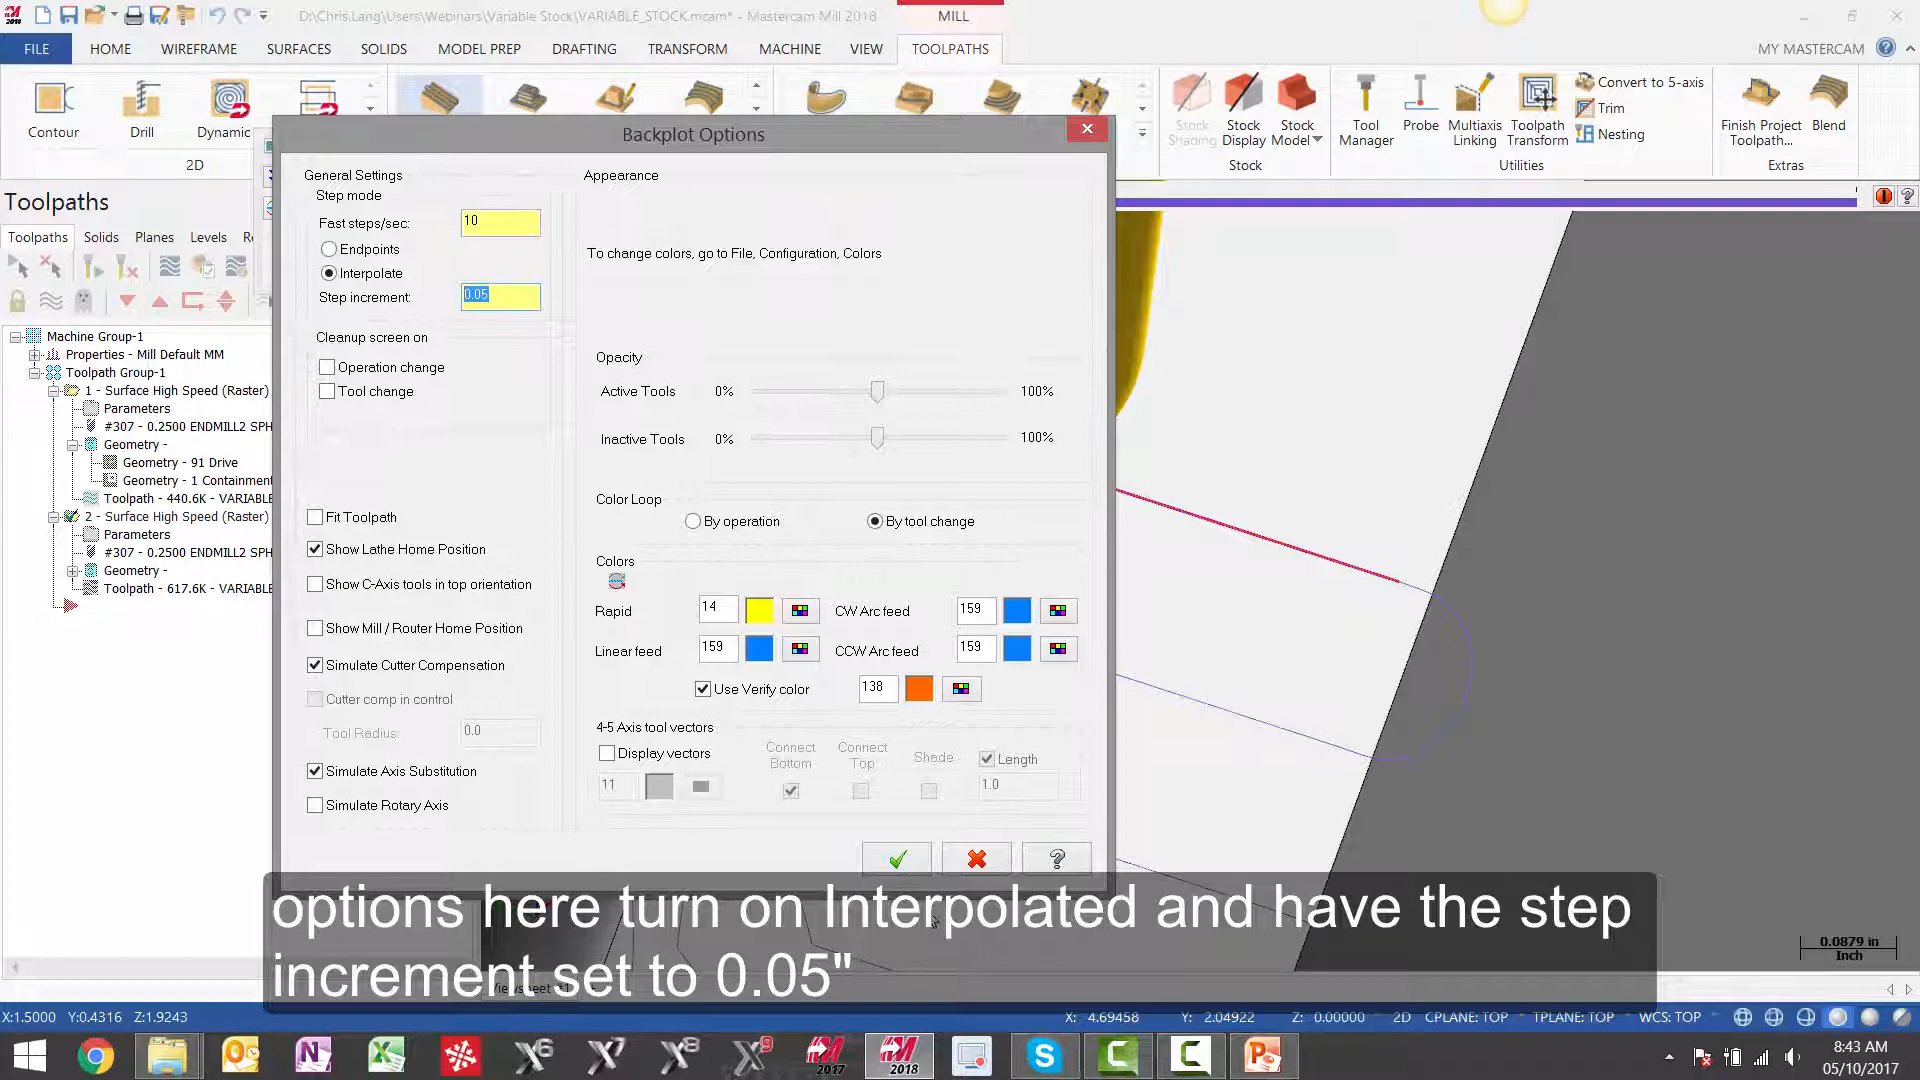 D:\Chris.Lang\Users\Webinars\Variable Stock\VARIABLE_STOCK.mcam* - Mastercam Mill 2018
MILL
FILE HOME WIREFRAME SURFACES SOLIDS MODEL PREP DRAFTING TRANSFORM MACHINE VIEW TOOLPATHS MY MASTERCAM
Contour Drill Dynamic
2D
Stock Shading Stock Display Stock Model
Stock
Tool Manager Probe Multiaxis Linking Toolpath Transform
Convert to 5-axis
Trim
Nesting
Utilities
Finish Project Toolpath... Blend
Extras
Toolpaths
Toolpaths Solids Planes Levels
Machine Group-1
Properties - Mill Default MM
Toolpath Group-1
1 - Surface High Speed (Raster)
Parameters
#307 - 0.2500 ENDMILL2 SPH
Geometry -
Geometry - 91 Drive
Geometry - 1 Containment
Toolpath - 440.6K - VARIABLE
2 - Surface High Speed (Raster)
Parameters
#307 - 0.2500 ENDMILL2 SPH
Geometry -
Toolpath - 617.6K - VARIABLE
Backplot Options
General Settings
Step mode
Fast steps/sec: 10
Endpoints
Interpolate
Step increment: 0.05
Cleanup screen on
Operation change
Tool change
Fit Toolpath
Show Lathe Home Position
Show C-Axis tools in top orientation
Show Mill / Router Home Position
Simulate Cutter Compensation
Cutter comp in control
Tool Radius: 0.0
Simulate Axis Substitution
Simulate Rotary Axis
Appearance
To change colors, go to File, Configuration, Colors
Opacity
Active Tools 0% 100%
Inactive Tools 0% 100%
Color Loop
By operation By tool change
Colors
Rapid 14 CW Arc feed 159
Linear feed 159 CCW Arc feed 159
Use Verify color 138
4-5 Axis tool vectors
Display vectors Connect Bottom Connect Top Shade Length
11 1.0
options here turn on Interpolated and have the step
increment set to 0.05"
0.0879 in
Inch
X:1.5000 Y:0.4316 Z:1.9243
X: 4.69458 Y: 2.04922 Z: 0.00000 2D CPLANE: TOP TPLANE: TOP WCS: TOP
8:43 AM
05/10/2017